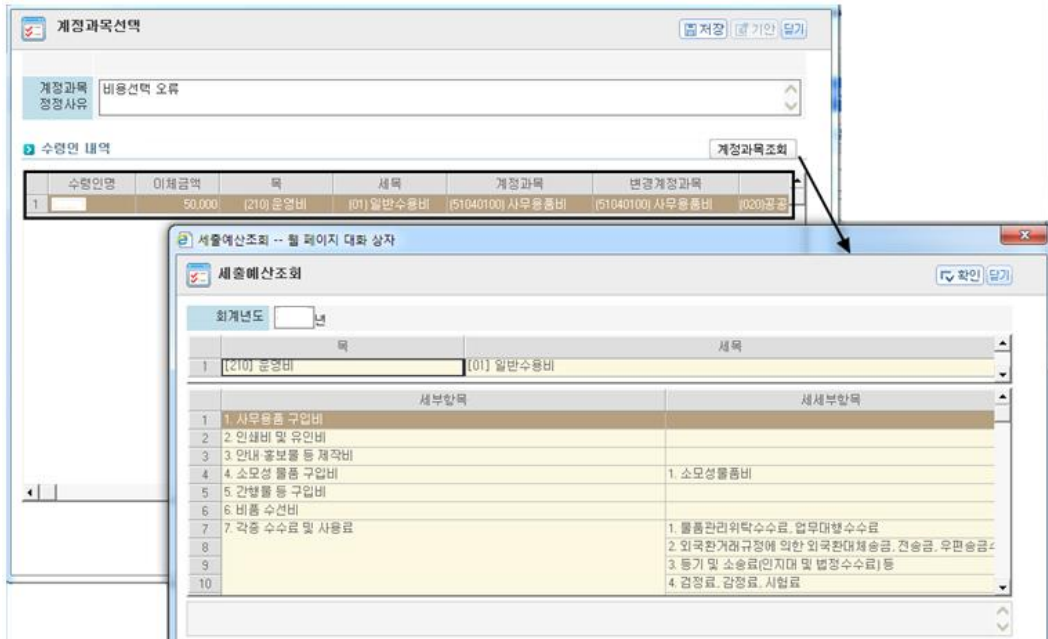 계정과목선택
저장 기안 닫기
계정과목
정정사유
비용선택 오류
수령인 내역
계정과목조회
수령인명 이체금액 목 세목 계정과목 변경계정과목
1 50,000 (210) 운영비 (01) 일반수용비 (51040100) 사무용품비 (51040100) 사무용품비 (020)공공
세출예산조회 -- 웹 페이지 대화 상자
세출예산조회
확인 닫기
회계년도 년
목 세목
1 [210] 운영비 [01] 일반수용비
세부항목 세세부항목
1 1. 사무용품 구입비
2 2. 인쇄비 및 유인비
3 3. 안내·홍보물 등 제작비
4 4. 소모성 물품 구입비 1. 소모성물품비
5 5. 간행물 등 구입비
6 6. 비품 수선비
7 7. 각종 수수료 및 사용료 1. 물품관리위탁수수료, 업무대행수수료
8 2. 외국환거래규정에 의한 외국환대체송금, 전송금, 우편송금
9 3. 등기 및 소송료(인지대 및 법정수수료) 등
10 4. 검정료, 감정료, 시험료